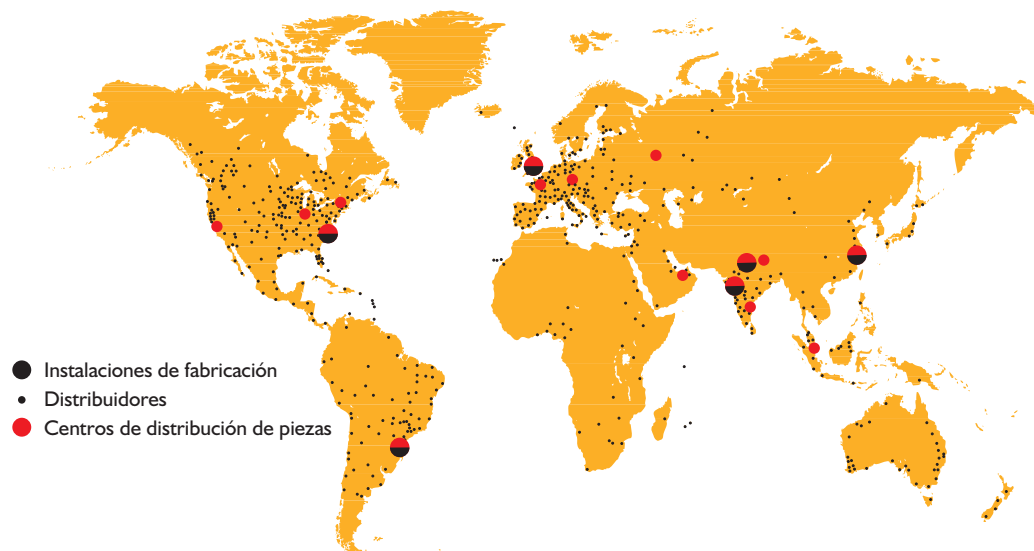 Instalaciones de fabricación
Distribuidores
Centros de distribución de piezas